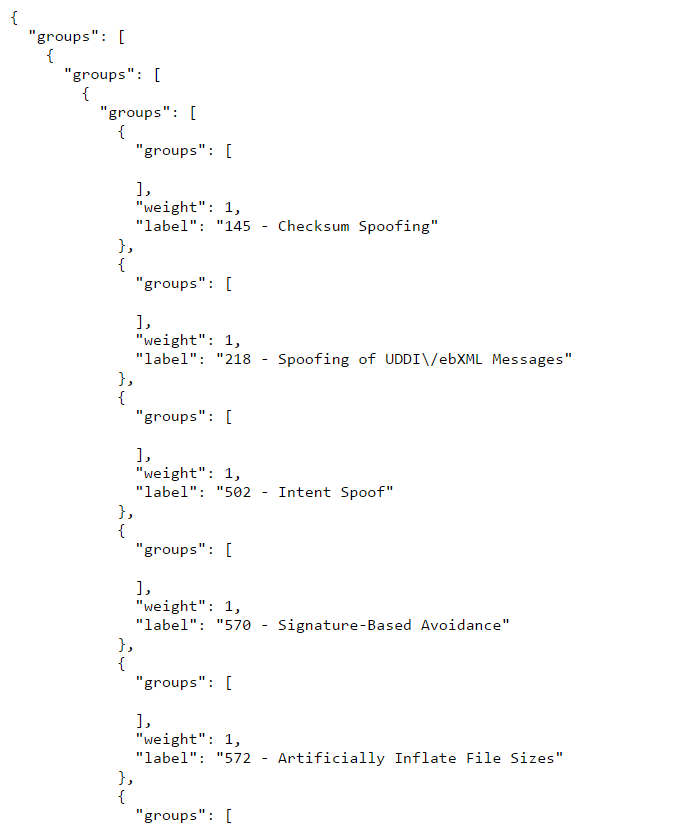 {
  "groups": [
    {
      "groups": [
        {
          "groups": [
            {
              "groups": [

              ],
              "weight": 1,
              "label": "145 - Checksum Spoofing"
            },
            {
              "groups": [

              ],
              "weight": 1,
              "label": "218 - Spoofing of UDDI\/ebXML Messages"
            },
            {
              "groups": [

              ],
              "weight": 1,
              "label": "502 - Intent Spoof"
            },
            {
              "groups": [

              ],
              "weight": 1,
              "label": "570 - Signature-Based Avoidance"
            },
            {
              "groups": [

              ],
              "weight": 1,
              "label": "572 - Artificially Inflate File Sizes"
            },
            {
              "groups": [